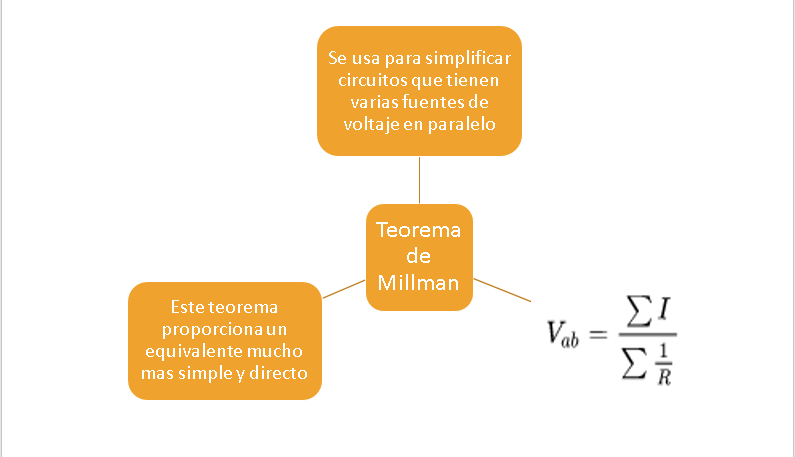 Se usa para simplificar
circuitos que tienen
varias fuentes de
voltaje en paralelo
Teorema
de
Millman
Este teorema
proporciona un
equivalente mucho
mas simple y directo
V_{ab} = \frac{\sum I}{\sum \frac{1}{R}}